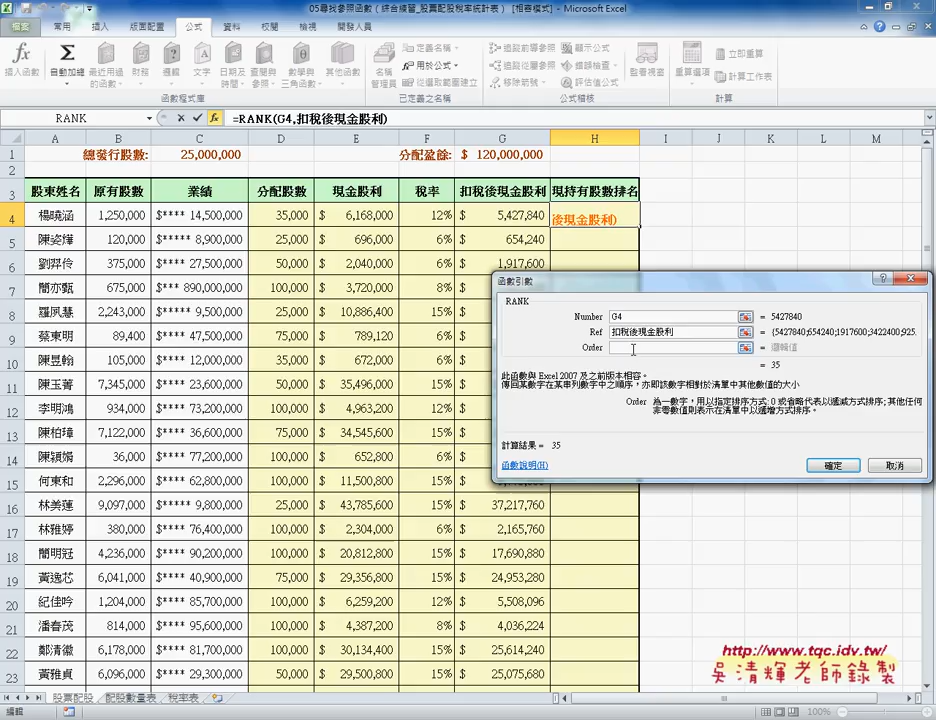 05尋找參照函數（綜合練習_股票配股稅率統計表） [相容模式] - Microsoft Excel
檔案 常用 插入 版面配置 公式 資料 校閱 檢視 開發人員
插入函數 自動加總 最近用過的函數 財務 邏輯 文字 日期及時間 查閱與參照 數學與三角函數 其他函數
名稱管理員 定義名稱 用於公式 從選取範圍建立
追蹤前導參照 追蹤從屬參照 移除箭號 顯示公式 錯誤檢查 評估值公式 監看視窗
計算選項 立即重算 計算工作表
函數程式庫 已定義之名稱 公式稽核 計算
RANK =RANK(G4,扣稅後現金股利)
A B C D E F G H I J K L M
1 總發行股數: 25,000,000 分配盈餘: $ 120,000,000
2
3 股東姓名 原有股數 業績 分配股數 現金股利 稅率 扣稅後現金股利 現持有股數排名
4 楊曉涵 1,250,000 $**** 14,500,000 35,000 $ 6,168,000 12% $ 5,427,840 後現金股利)
5 陳姿燁 120,000 $***** 8,900,000 25,000 $ 696,000 6% $ 654,240
6 劉羿伶 375,000 $**** 27,500,000 50,000 $ 2,040,000 6% $ 1,917,600
7 簡亦甄 675,000 $*** 890,000,000 100,000 $ 3,720,000 8%
8 羅夙慧 2,143,000 $**** 93,500,000 100,000 $ 10,886,400 15%
9 蔡東明 89,400 $**** 47,500,000 75,000 $ 789,120 6%
10 陳昱翰 105,000 $**** 12,000,000 35,000 $ 672,000 6%
11 陳玉菁 7,345,000 $**** 23,600,000 50,000 $ 35,496,000 15%
12 李明鴻 934,000 $**** 73,200,000 100,000 $ 4,963,200 12%
13 陳柏璋 7,122,000 $**** 36,600,000 75,000 $ 34,545,600 15%
14 陳穎娟 36,000 $**** 77,200,000 100,000 $ 652,800 6%
15 何東和 2,296,000 $**** 62,800,000 100,000 $ 11,500,800 15%
16 林美蓮 9,097,000 $***** 9,800,000 25,000 $ 43,785,600 15% $ 37,217,760
17 林雅婷 380,000 $**** 76,400,000 100,000 $ 2,304,000 6% $ 2,165,760
18 簡明冠 4,236,000 $**** 90,200,000 100,000 $ 20,812,800 15% $ 17,690,880
19 黃逸芯 6,041,000 $**** 40,900,000 75,000 $ 29,356,800 15% $ 24,953,280
20 紀佳吟 1,204,000 $**** 85,700,000 100,000 $ 6,259,200 12% $ 5,508,096
21 潘春茂 814,000 $**** 95,600,000 100,000 $ 4,387,200 8% $ 4,036,224
22 鄭清徽 6,178,000 $**** 81,700,000 100,000 $ 30,134,400 15% $ 25,614,240
23 黃雅貞 6,096,000 $**** 29,300,000 50,000 $ 29,500,800 15% $ 25,075,680
函數引數
RANK
Number G4 = 5427840
Ref 扣稅後現金股利 = {5427840;654240;1917600;3422400;925.
Order = 邏輯值
= 35
此函數與 Excel 2007 及之前版本相容。
傳回某數字在某串列數字中之順序，亦即該數字相對於清單中其他數值的大小
Order 為一數字，用以指定排序方式: 0 或省略代表以遞減方式排序; 其他任何
非零數值則表示在清單中以遞增方式排序。
計算結果 = 35
函數說明(H) 確定 取消
http://www.tqc.idv.tw/
吳清輝老師錄製
股票配股 配股數量表 稅率表
編輯 100%